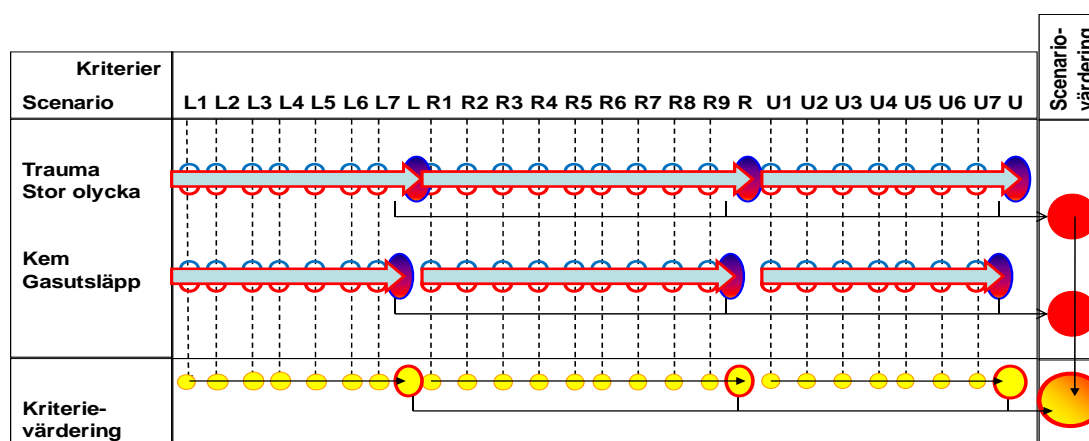 Kriterier
Scenario L1 L2 L3 L4 L5 L6 L7 L R1 R2 R3 R4 R5 R6 R7 R8 R9 R U1 U2 U3 U4 U5 U6 U7 U
Scenario-
värdering
Trauma
Stor olycka
Kem
Gasutsläpp
Kriterie-
värdering